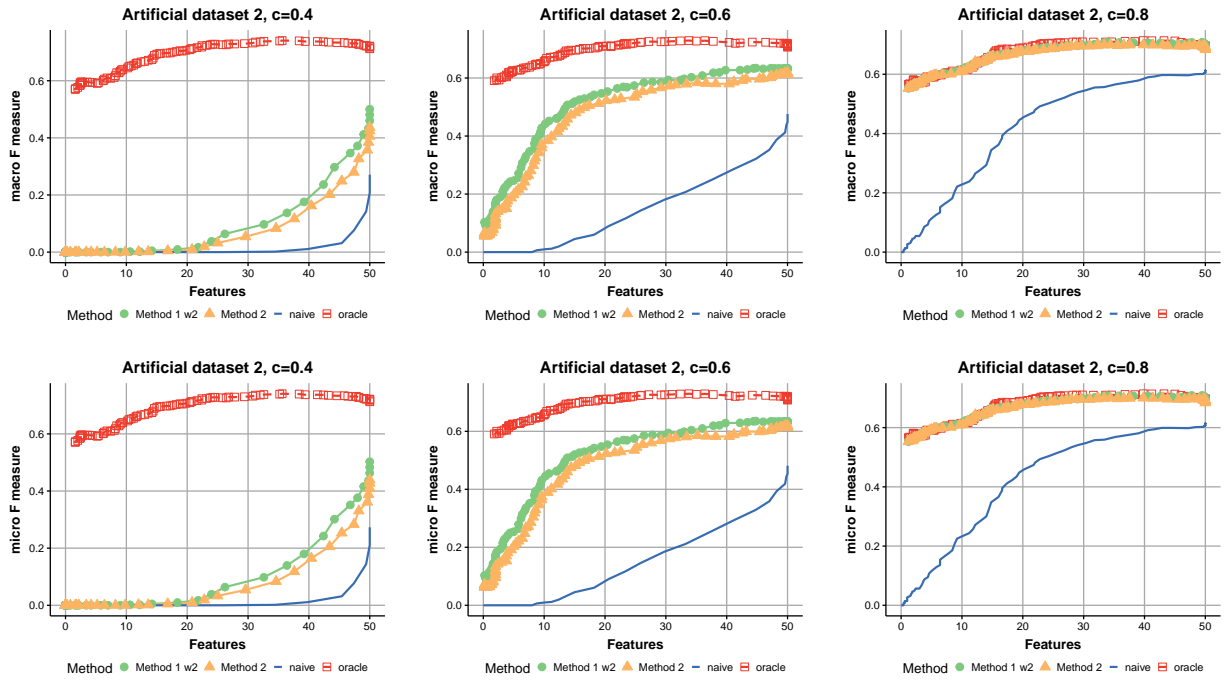 Artificial dataset 2, c=0.4
macro F measure
0.6
0.4
0.2
0.0
0 10 20 30 40 50
Features
Method Method 1 w2 Method 2 naive oracle
Artificial dataset 2, c=0.6
macro F measure
0.6
0.4
0.2
0.0
0 10 20 30 40 50
Features
Method Method 1 w2 Method 2 naive oracle
Artificial dataset 2, c=0.8
macro F measure
0.6
0.4
0.2
0.0
0 10 20 30 40 50
Features
Method Method 1 w2 Method 2 naive oracle
Artificial dataset 2, c=0.4
micro F measure
0.6
0.4
0.2
0.0
0 10 20 30 40 50
Features
Method Method 1 w2 Method 2 naive oracle
Artificial dataset 2, c=0.6
micro F measure
0.6
0.4
0.2
0.0
0 10 20 30 40 50
Features
Method Method 1 w2 Method 2 naive oracle
Artificial dataset 2, c=0.8
micro F measure
0.6
0.4
0.2
0.0
0 10 20 30 40 50
Features
Method Method 1 w2 Method 2 naive oracle